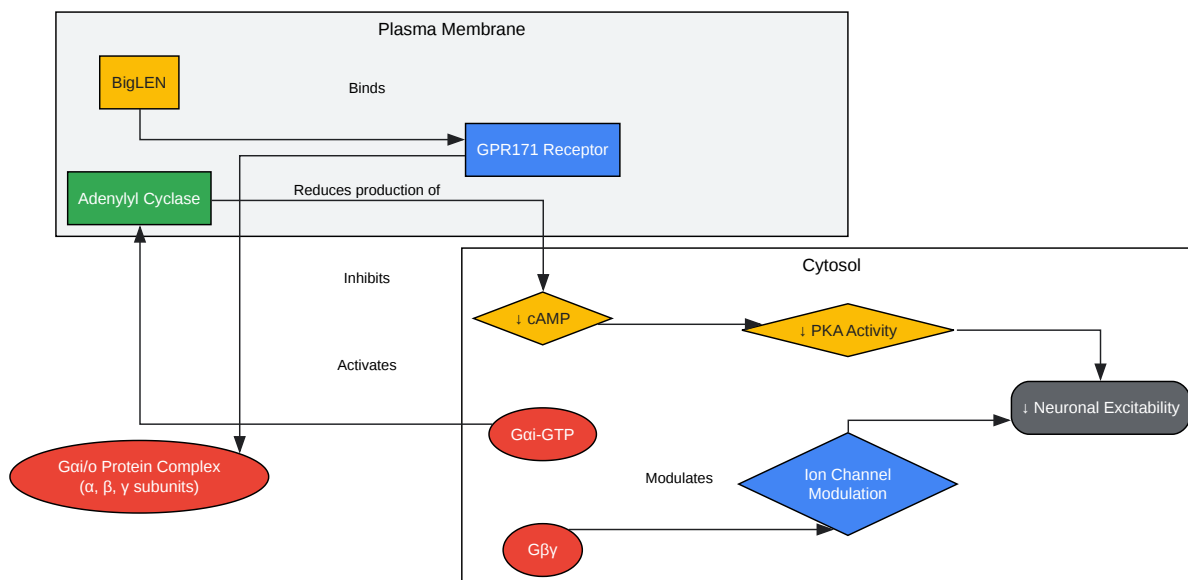 Plasma Membrane
BigLEN
Binds
GPR171 Receptor
Adenylyl Cyclase
Reduces production of
Cytosol
Inhibits
↓ cAMP
↓ PKA Activity
Activates
↓ Neuronal Excitability
Gαi-GTP
Gαi/o Protein Complex
(α, β, γ subunits)
Modulates
Ion Channel
Modulation
Gβγ